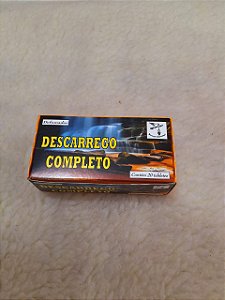 Defumador
DESCARREGO
COMPLETO
Contém 20 tabletes